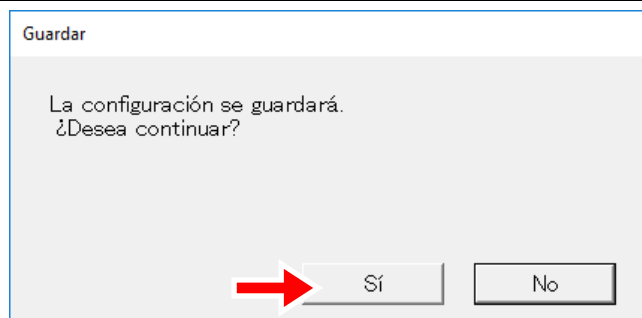 Guardar
La configuración se guardará.
¿Desea continuar?
Sí
No